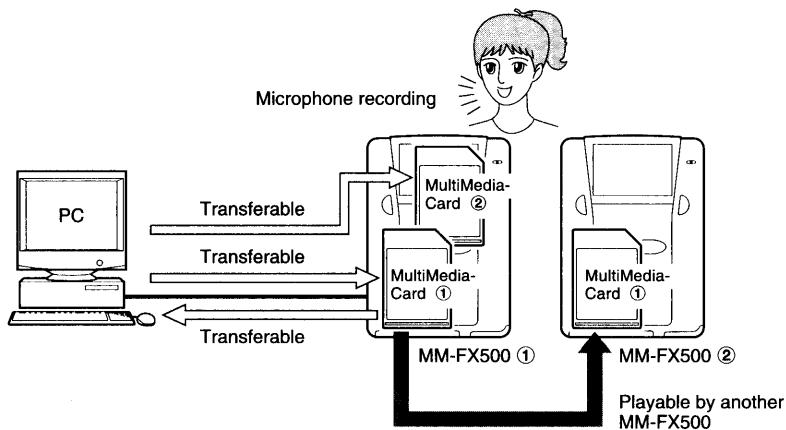 Microphone recording
PC
Transferable
Transferable
Transferable
MultiMedia-
Card ②
MultiMedia-
Card ①
MultiMedia-
Card ①
MM-FX500 ①
MM-FX500 ②
Playable by another
MM-FX500